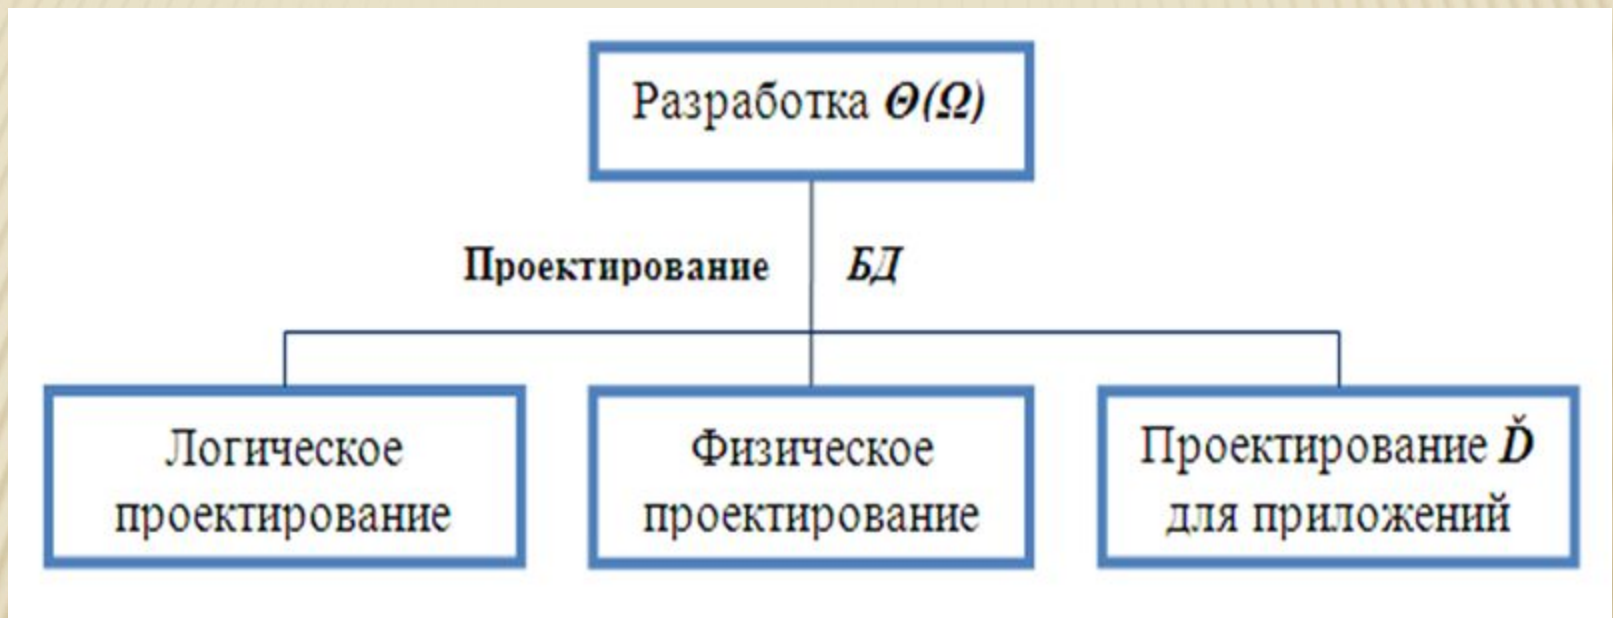 Разработка Θ(Ω)
Проектирование БД
Логическое
проектирование
Физическое
проектирование
Проектирование Ď
для приложений